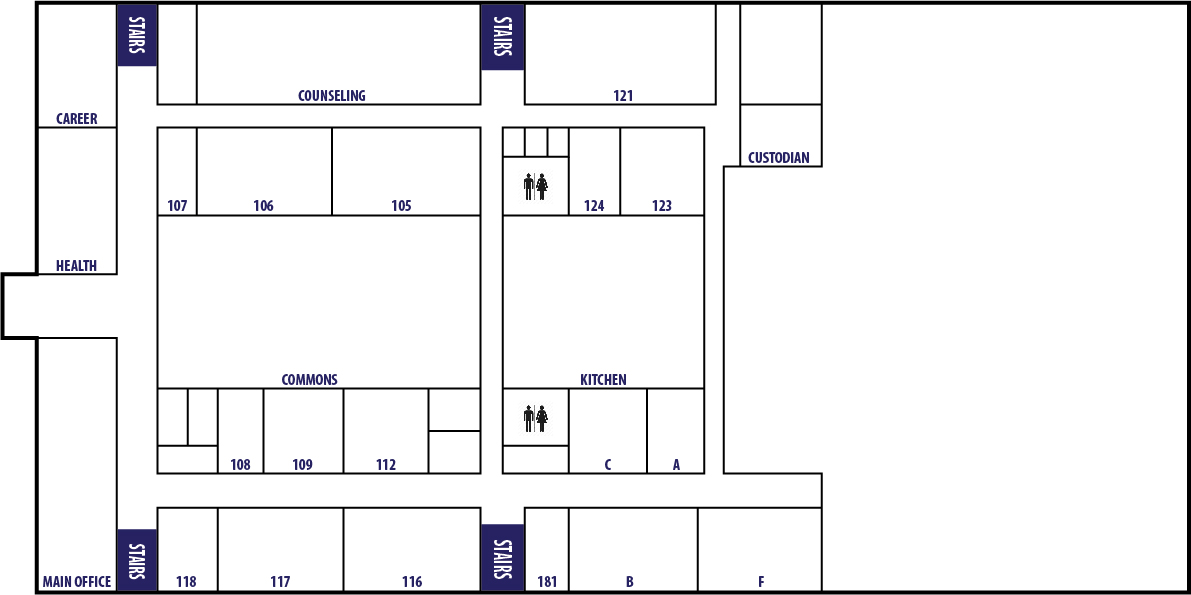 STAIRS
STAIRS
COUNSELING
121
CAREER
CUSTODIAN
107
106
105
124
123
HEALTH
COMMONS
KITCHEN
108
109
112
C
A
STAIRS
STAIRS
MAIN OFFICE
118
117
116
181
B
F